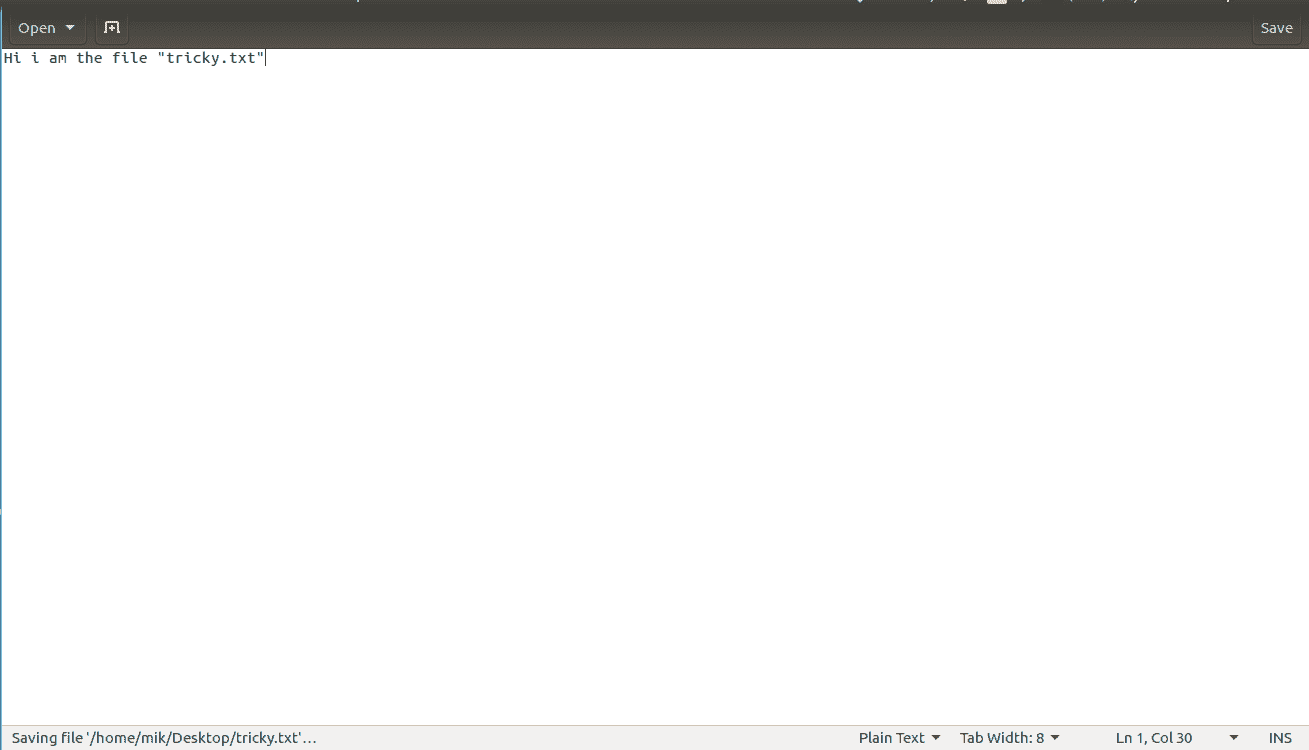 Open
Save
Hi i am the file "tricky.txt"
Saving file '/home/mik/Desktop/tricky.txt'...
Plain Text
Tab Width: 8
Ln 1, Col 30
INS